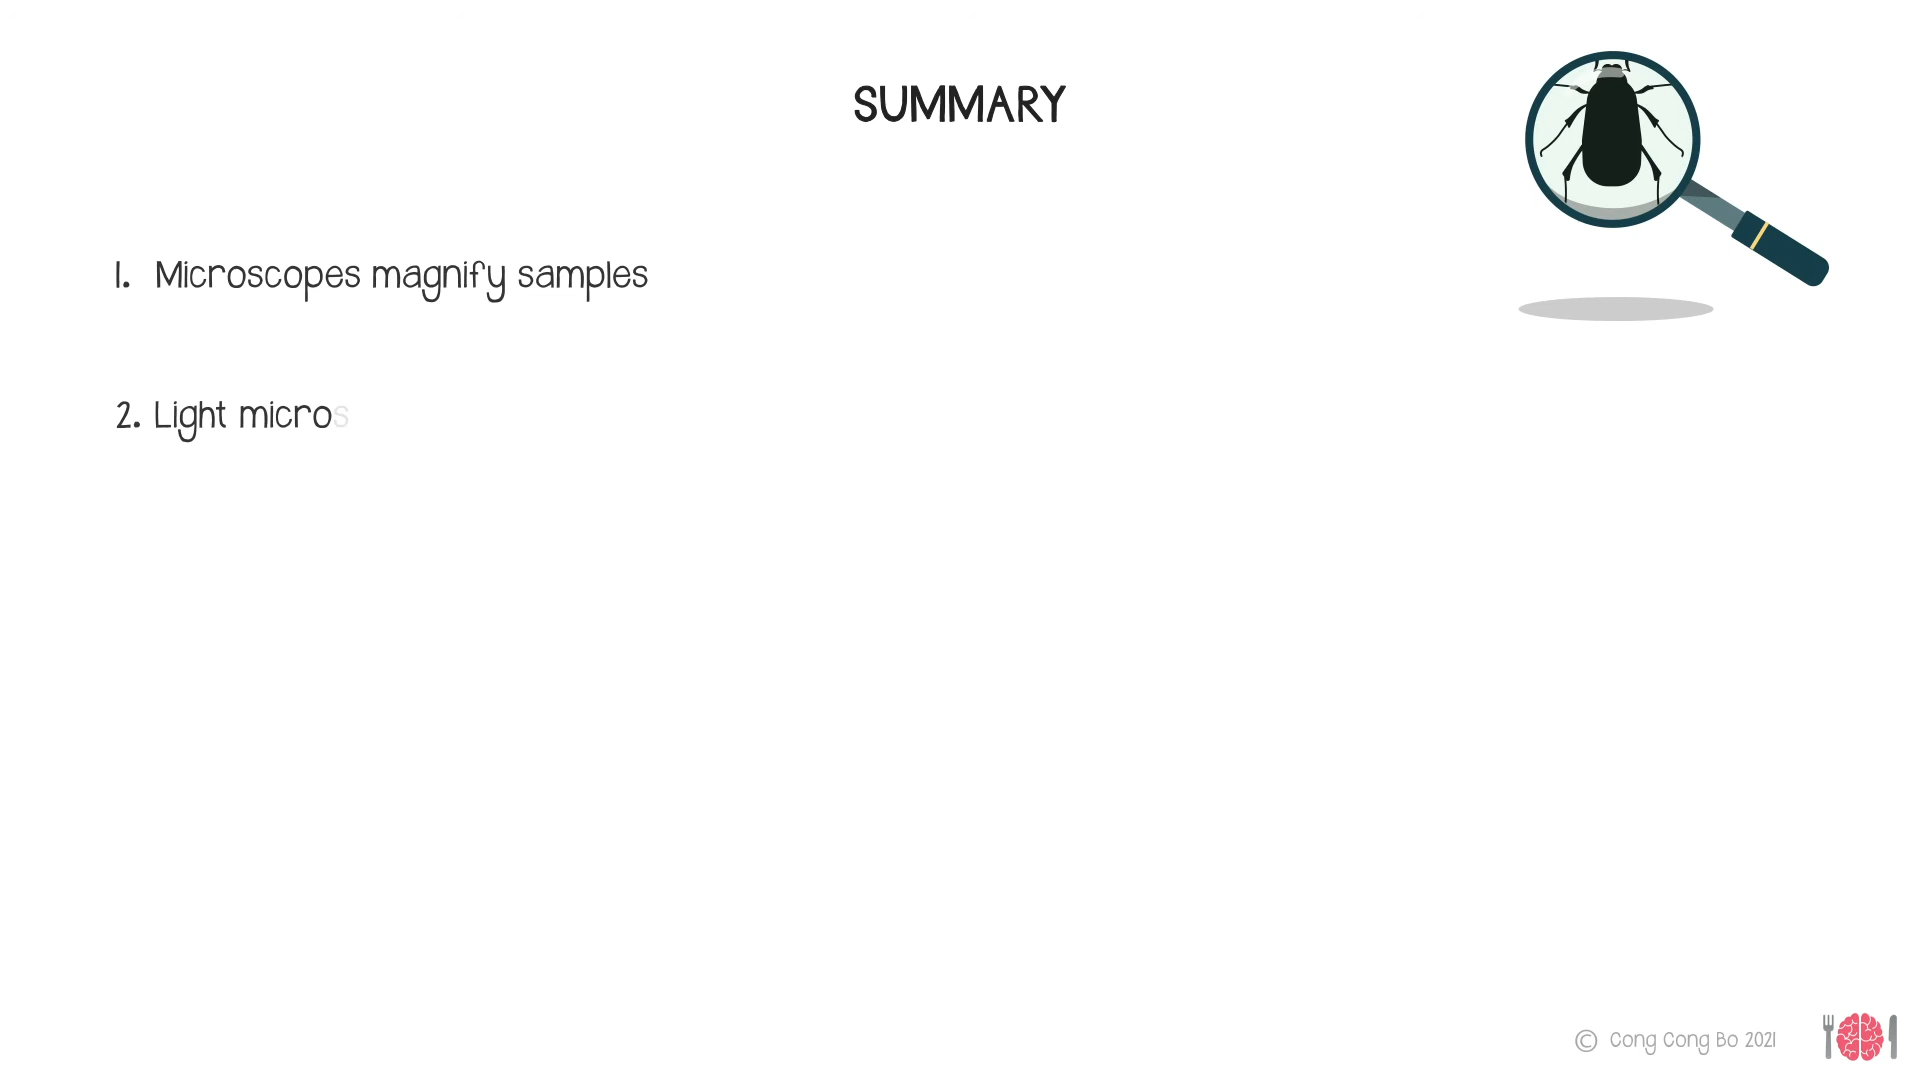 SUMMARY
1. Microscopes magnify samples
2. Light micros
© Cong Cong Bo 2021